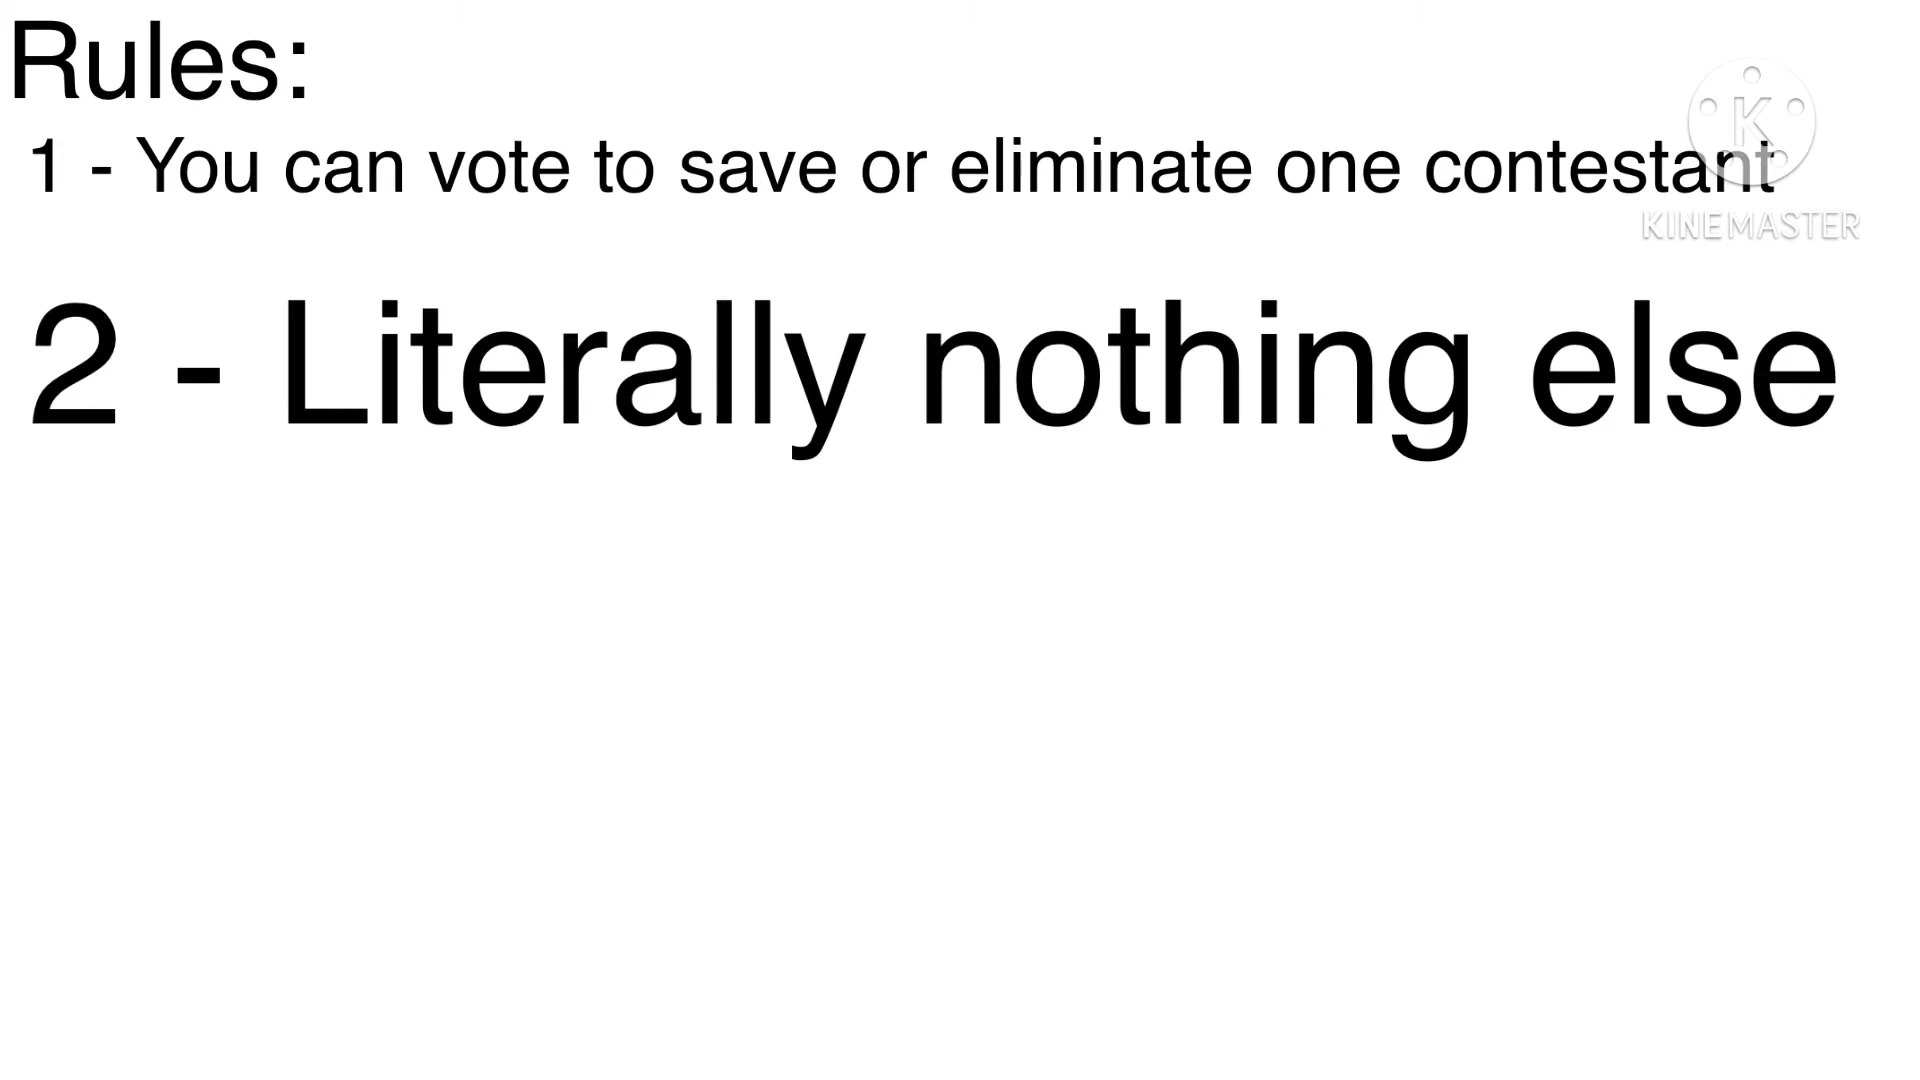 Rules:
1 - You can vote to save or eliminate one contestant
K
KINEMASTER
2 - Literally nothing else